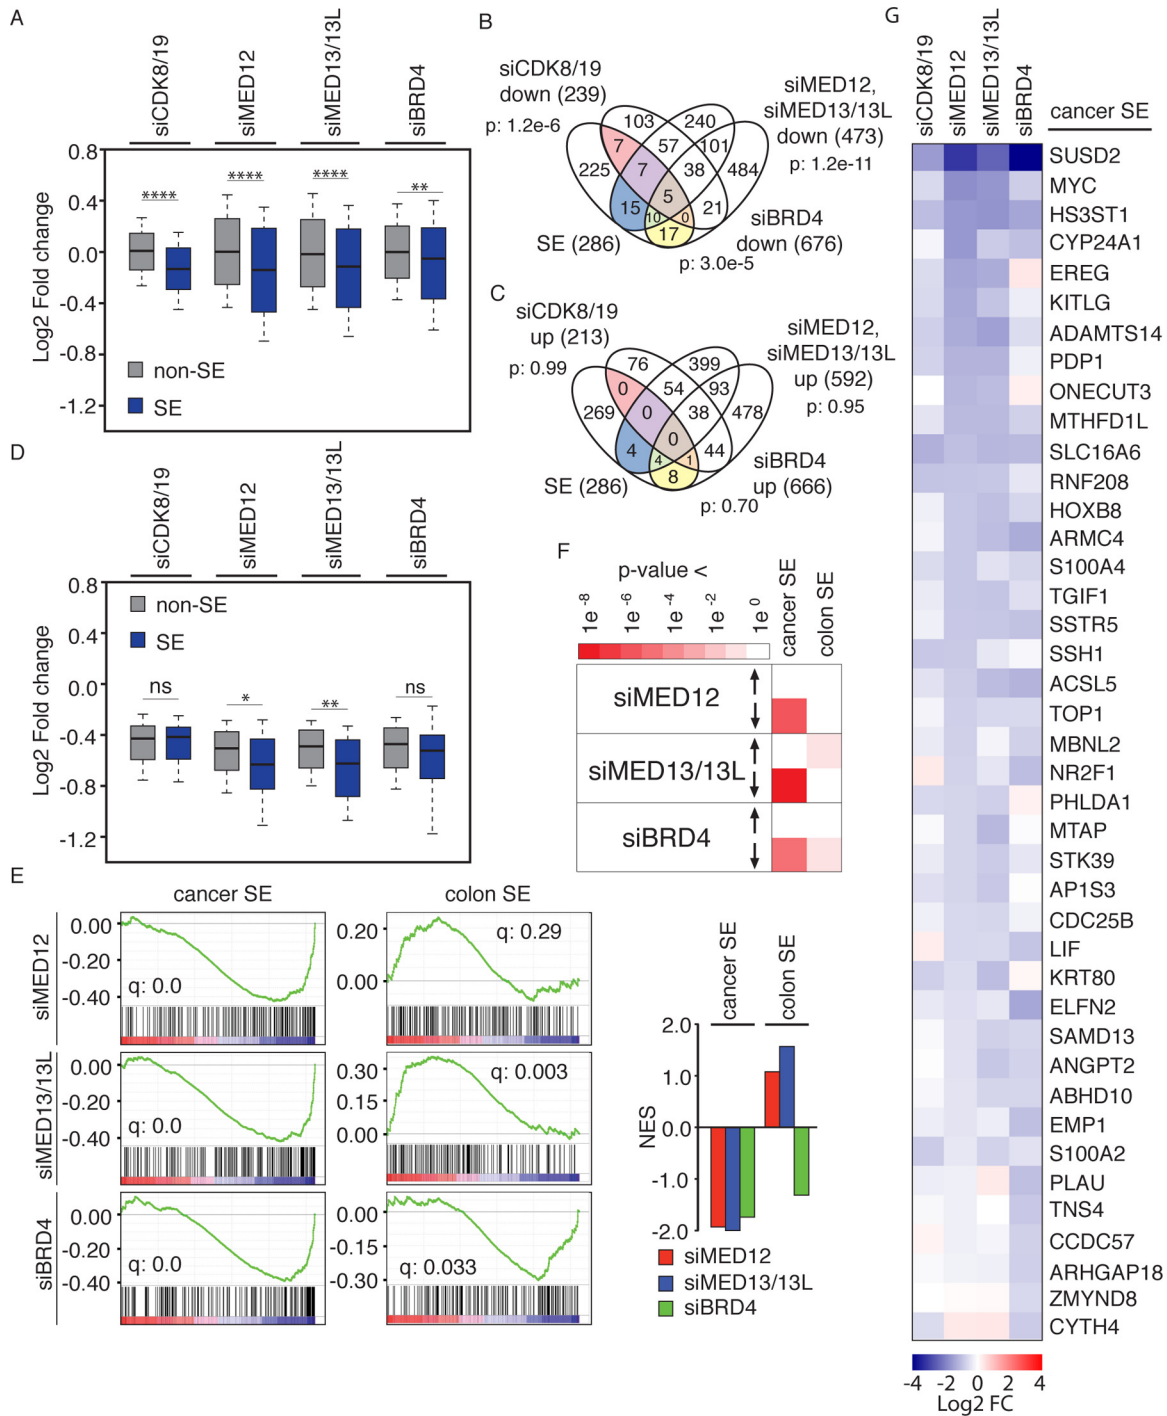 A
siCDK8/19
siMED12
siMED13/13L
siBRD4
Log2 Fold change
0.8
0.4
0.0
-0.4
-0.8
-1.2
****
****
****
**
non-SE
SE
B
siCDK8/19
down (239)
p: 1.2e-6
siMED12,
siMED13/13L
down (473)
p: 1.2e-11
103
240
7
57
101
225
7
38
484
5
15
10
0
21
17
SE (286)
siBRD4
down (676)
p: 3.0e-5
C
siCDK8/19
up (213)
p: 0.99
siMED12,
siMED13/13L
up (592)
p: 0.95
76
399
0
54
93
269
0
38
478
0
4
4
1
44
8
SE (286)
siBRD4
up (666)
p: 0.70
D
siCDK8/19
siMED12
siMED13/13L
siBRD4
Log2 Fold change
0.8
0.4
0.0
-0.4
-0.8
-1.2
non-SE
SE
ns
*
**
ns
E
cancer SE
colon SE
siMED12
0.00
-0.20
-0.40
q: 0.0
0.20
0.00
q: 0.29
siMED13/13L
0.00
-0.20
-0.40
q: 0.0
0.30
0.15
0.00
q: 0.003
siBRD4
0.00
-0.20
-0.40
q: 0.0
0.00
-0.15
-0.30
q: 0.033
cancer SE
colon SE
NES
2.0
1.0
0.0
-1.0
-2.0
siMED12
siMED13/13L
siBRD4
F
p-value <
1e-8
1e-6
1e-4
1e-2
1e0
cancer SE
colon SE
siMED12
siMED13/13L
siBRD4
G
siCDK8/19
siMED12
siMED13/13L
siBRD4
cancer SE
SUSD2
MYC
HS3ST1
CYP24A1
EREG
KITLG
ADAMTS14
PDP1
ONECUT3
MTHFD1L
SLC16A6
RNF208
HOXB8
ARMC4
S100A4
TGIF1
SSTR5
SSH1
ACSL5
TOP1
MBNL2
NR2F1
PHLDA1
MTAP
STK39
AP1S3
CDC25B
LIF
KRT80
ELFN2
SAMD13
ANGPT2
ABHD10
EMP1
S100A2
PLAU
TNS4
CCDC57
ARHGAP18
ZMYND8
CYTH4
-4 -2 0 2 4
Log2 FC